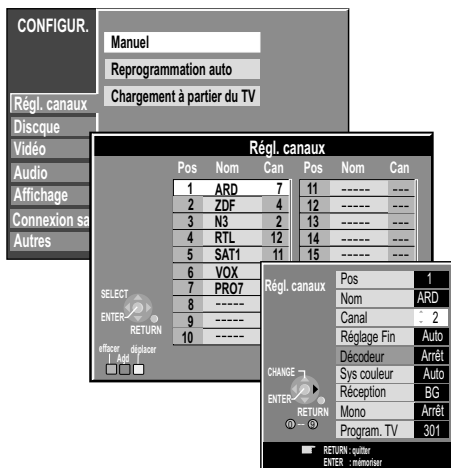 CONFIGUR.
Manuel
Reprogrammation auto
Chargement à partier du TV
Régl. canaux
Discque
Vidéo
Audio
Affichage
Connexion sa
Autres
Régl. canaux
Pos Nom Can Pos Nom Can
1 ARD 7 11 ----- ---
2 ZDF 4 12 ----- ---
3 N3 2 13 ----- ---
4 RTL 12 14 ----- ---
5 SAT1 11 15 ----- ---
6 VOX
7 PRO7
8 -----
9 -----
10 -----
SELECT
ENTER
RETURN
effacer Add déplacer
Régl. canaux
Pos 1
Nom ARD
Canal 2
Réglage Fin Auto
Décodeur Arrêt
Sys couleur Auto
Réception BG
Mono Arrêt
Program. TV 301
CHANGE
ENTER
RETURN
0 - 9
RETURN : quitter
ENTER : mémoriser